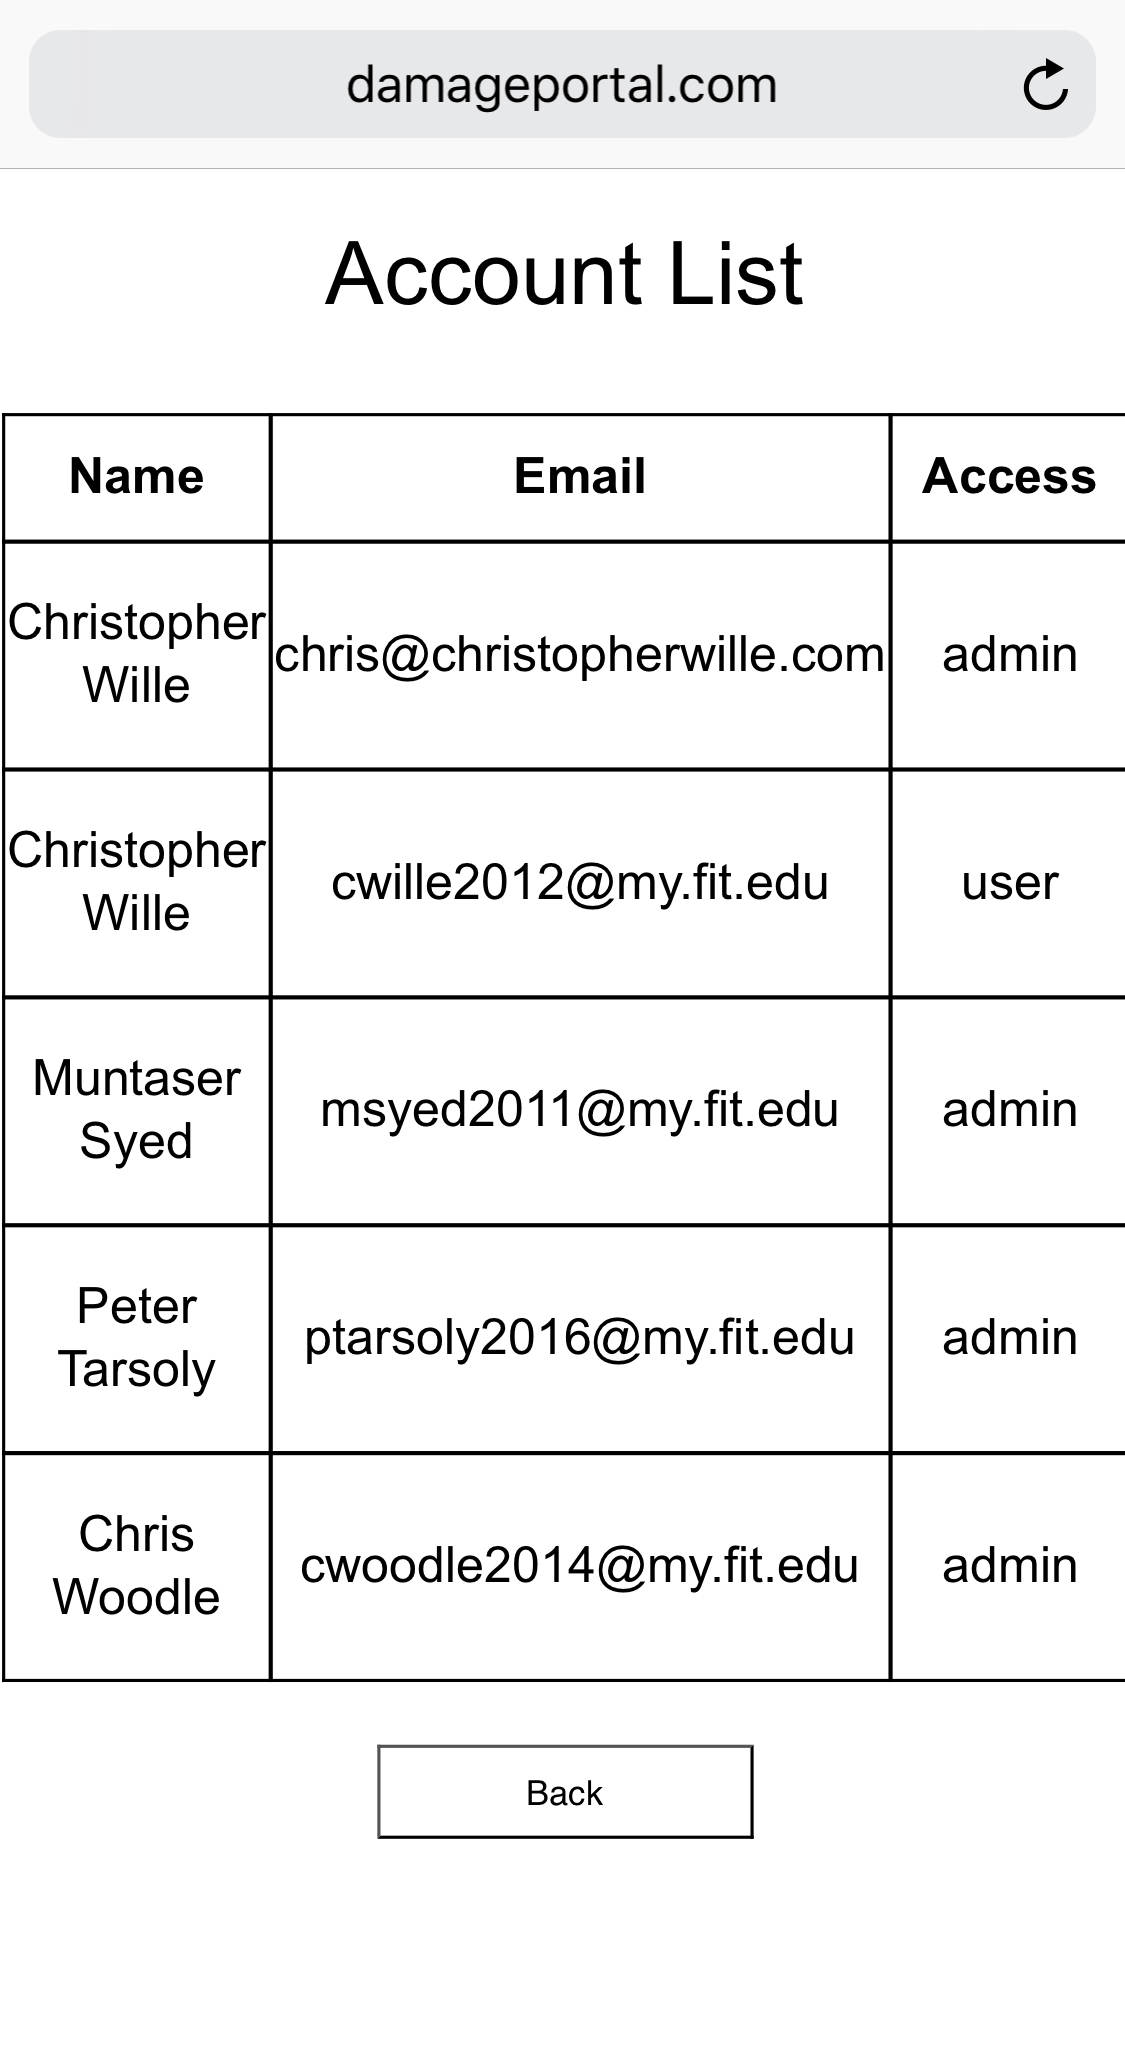 damageportal.com
Account List
Name Email Access
Christopher
Wille chris@christopherwille.com admin
Christopher
Wille cwille2012@my.fit.edu user
Muntaser
Syed msyed2011@my.fit.edu admin
Peter
Tarsoly ptarsoly2016@my.fit.edu admin
Chris
Woodle cwoodle2014@my.fit.edu admin
Back